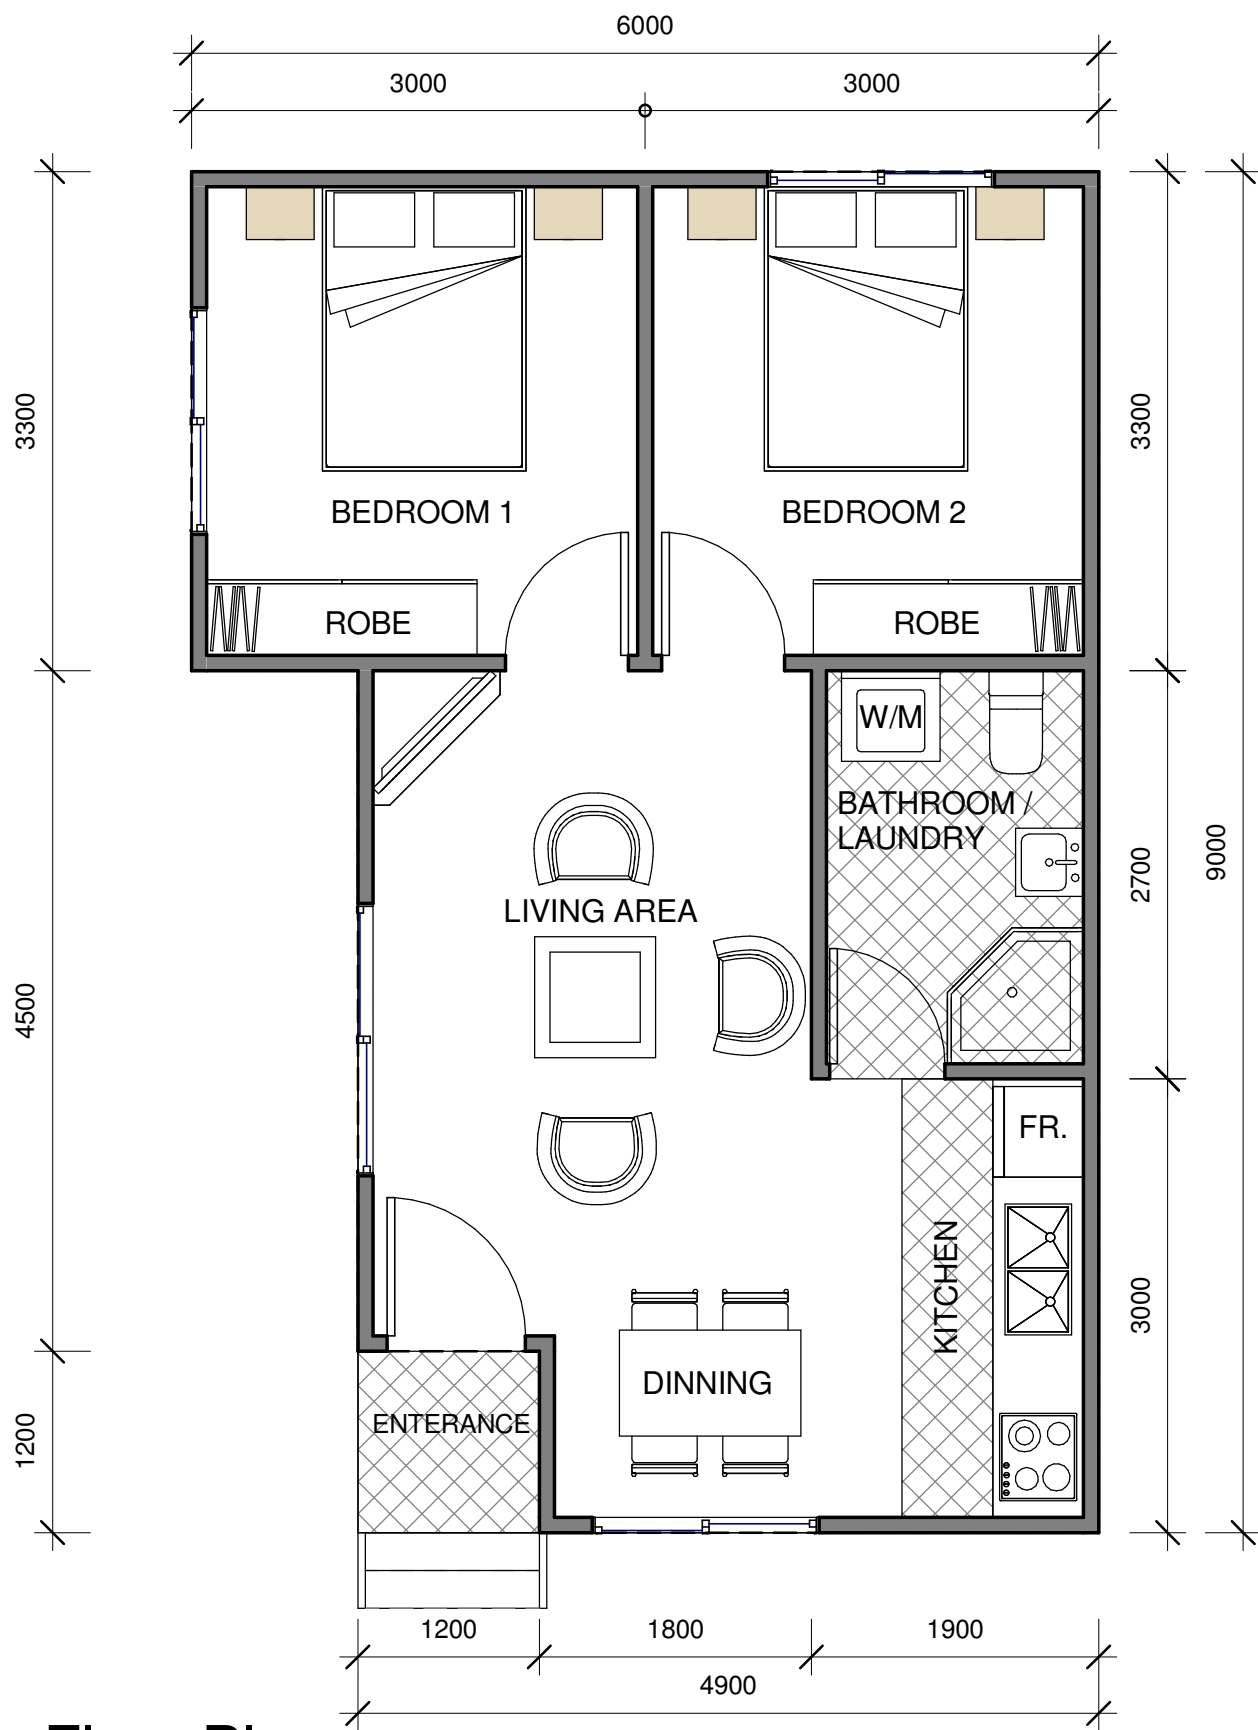 6000
3000
3000
3300
3300
BEDROOM 1
BEDROOM 2
ROBE
ROBE
W/M
BATHROOM /
LAUNDRY
2700
9000
LIVING AREA
4500
FR.
KITCHEN
3000
DINNING
ENTERANCE
1200
1200
1800
1900
4900